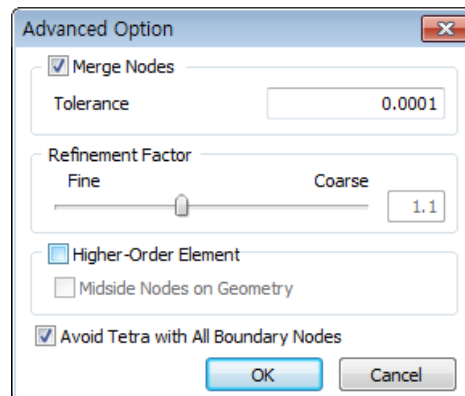 Advanced Option
Merge Nodes
Tolerance 0.0001
Refinement Factor
Fine Coarse
1.1
Higher-Order Element
Midside Nodes on Geometry
Avoid Tetra with All Boundary Nodes
OK Cancel